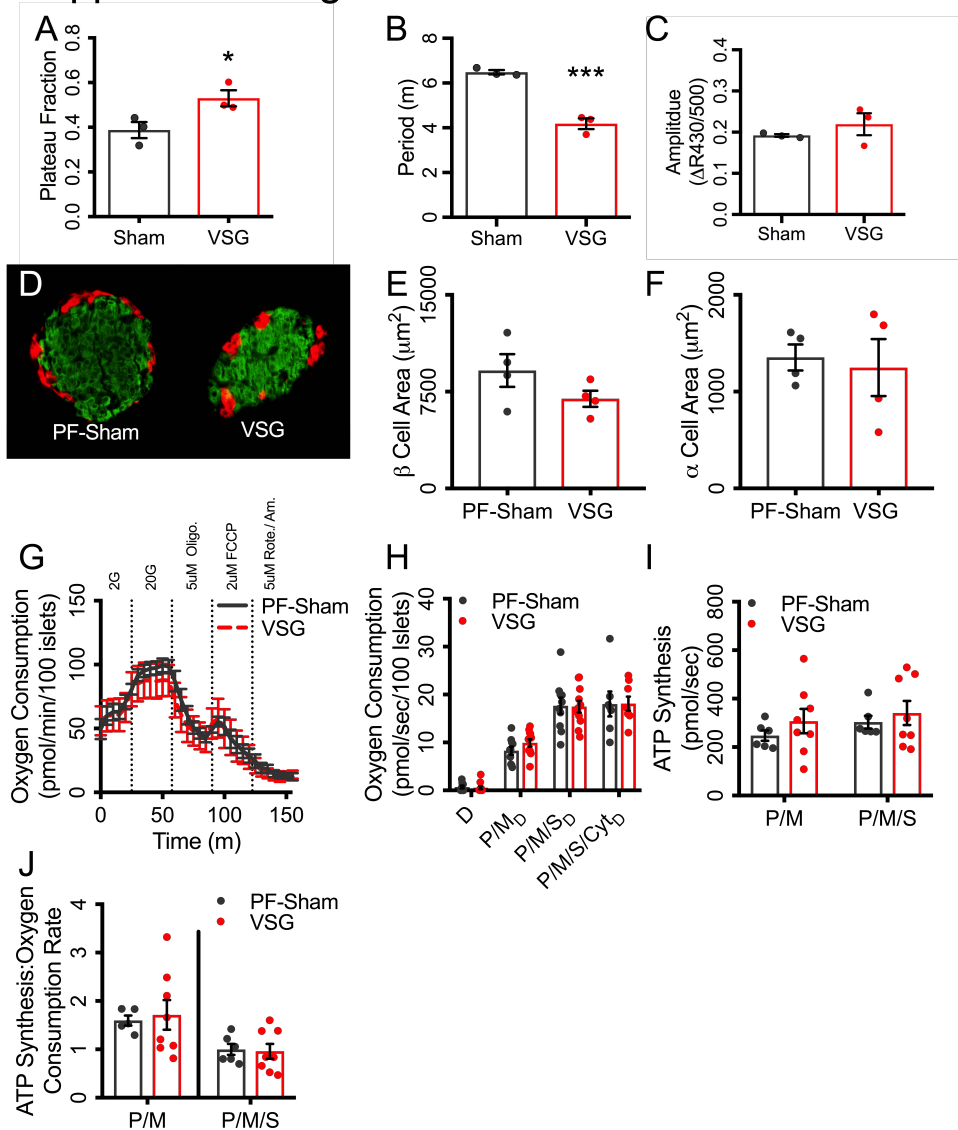 A
Plateau Fraction
0.8
0.6
0.4
0.2
0.0
*
Sham
VSG
B
Period (m)
8
6
4
2
0
***
Sham
VSG
C
Amplitdue
(ΔR430/500)
0.4
0.3
0.2
0.1
0.0
Sham
VSG
D
PF-Sham
VSG
E
β Cell Area (μm²)
15000
7500
0
PF-Sham
VSG
F
α Cell Area (μm²)
2000
1000
0
PF-Sham
VSG
G
2G
20G
5uM Oligo.
2uM FCCP
5uM Rote./ Am.
PF-Sham
VSG
Oxygen Consumption
(pmol/min/100 islets)
150
100
50
0
0
50
100
150
Time (m)
H
PF-Sham
VSG
Oxygen Consumption
(pmol/sec/100 Islets)
40
30
20
10
0
D
P/M_D
P/M/S_D
P/M/S/Cyt_D
I
PF-Sham
VSG
ATP Synthesis
(pmol/sec)
800
600
400
200
0
P/M
P/M/S
J
PF-Sham
VSG
ATP Synthesis:Oxygen
Consumption Rate
4
3
2
1
0
P/M
P/M/S